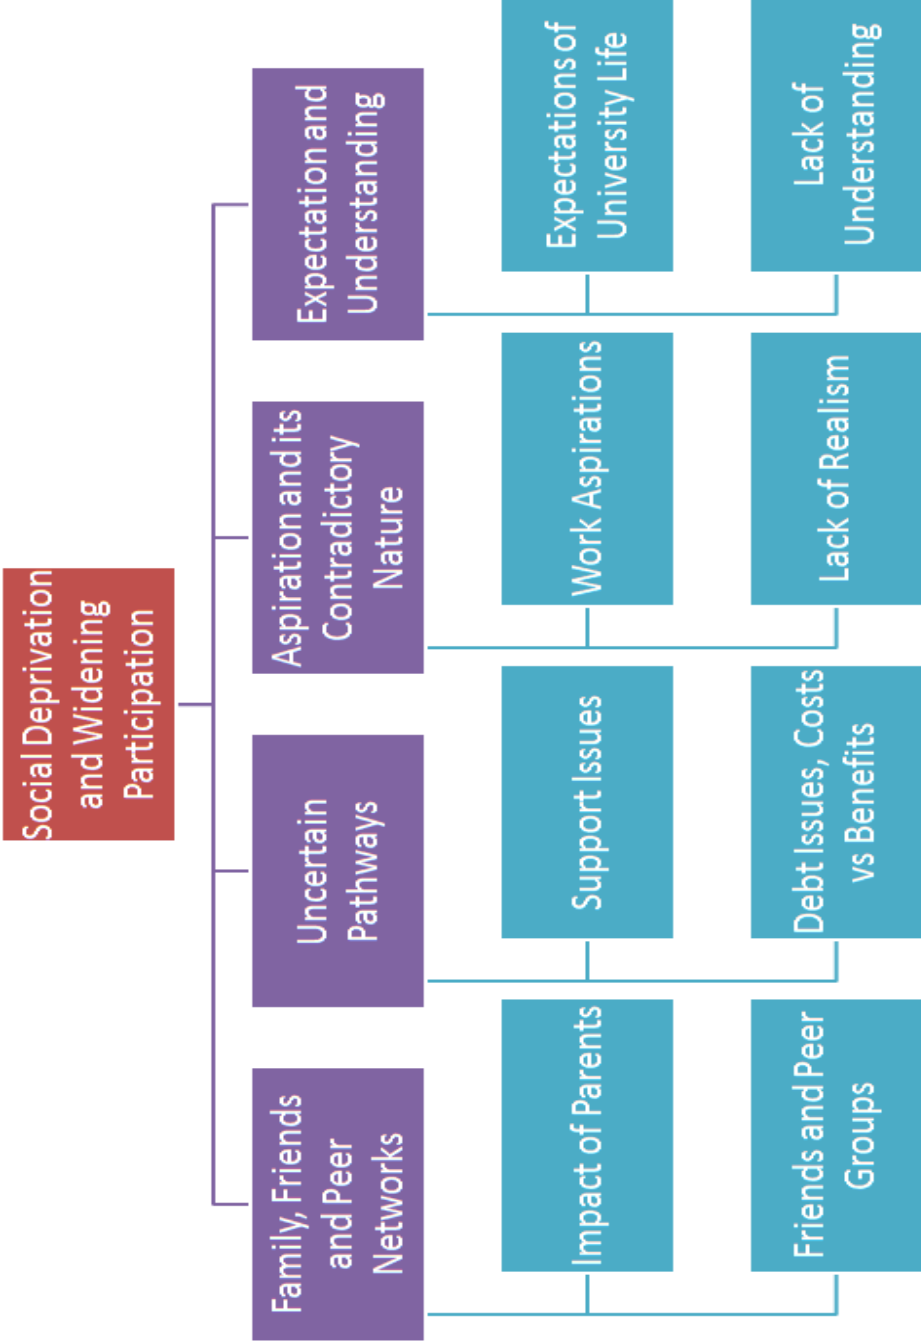 Social Deprivation
and Widening
Participation
Family, Friends
and Peer
Networks
Uncertain
Pathways
Aspiration and its
Contradictory
Nature
Expectation and
Understanding
Impact of Parents
Support Issues
Work Aspirations
Expectations of
University Life
Friends and Peer
Groups
Debt Issues, Costs
vs Benefits
Lack of Realism
Lack of
Understanding